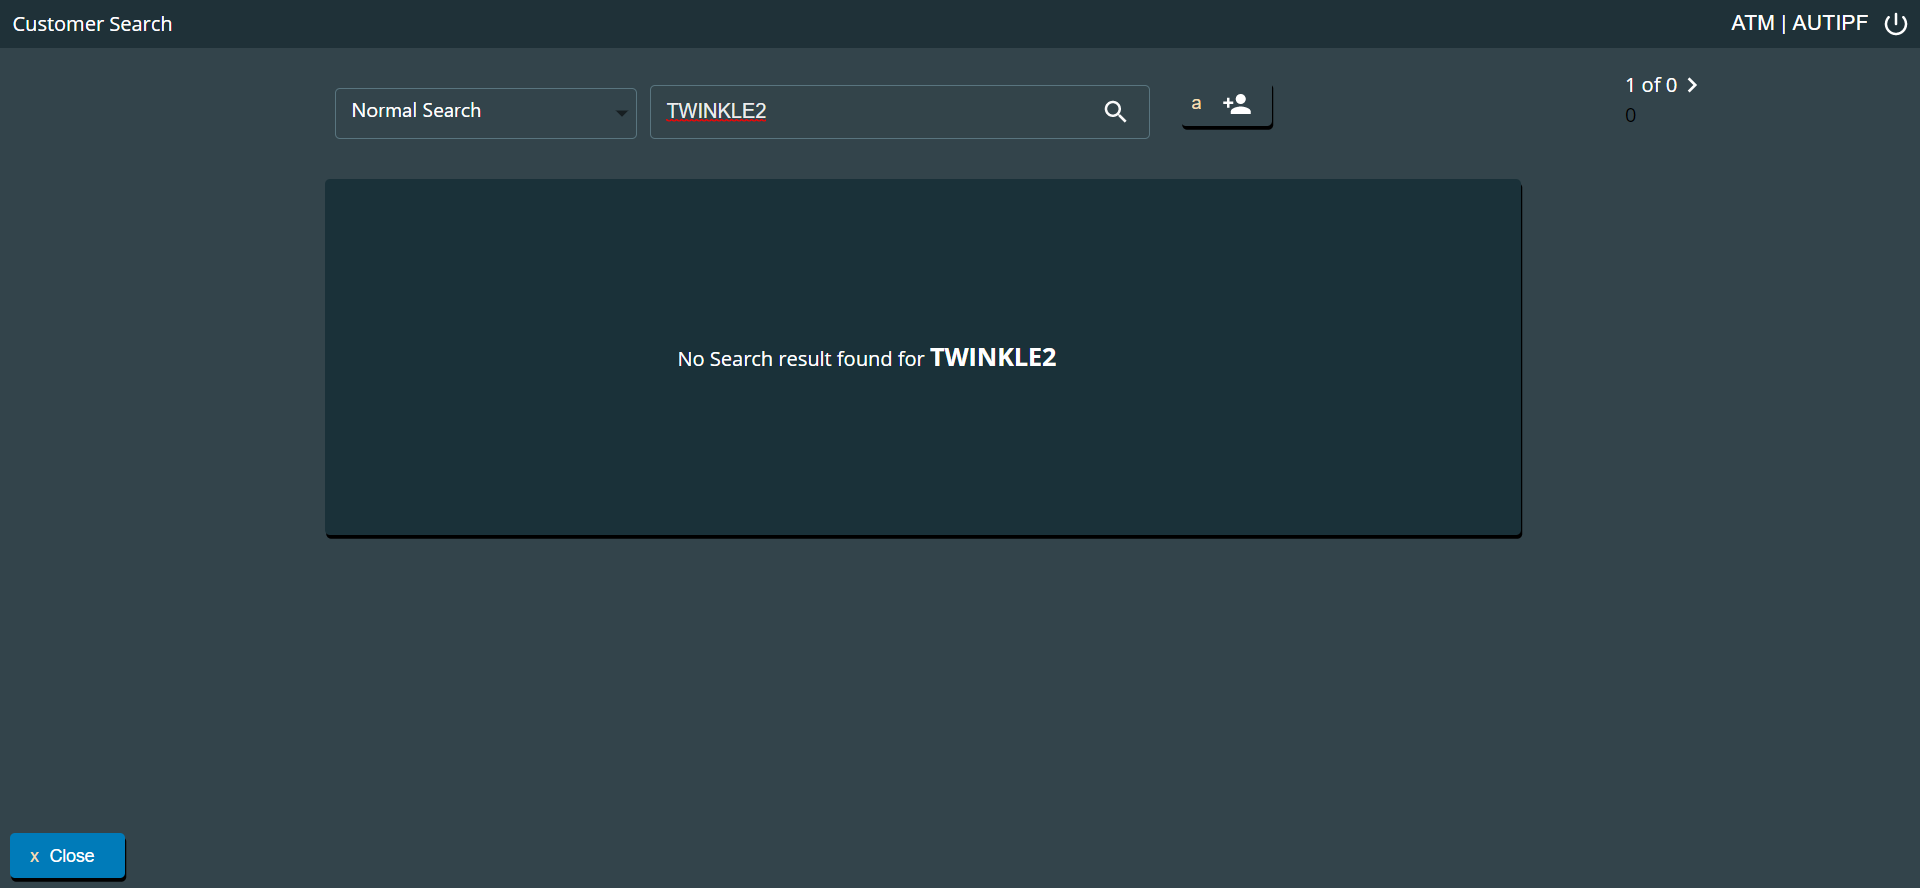 Customer Search
ATM | AUTIPF
Normal Search
TWINKLE2
a
1 of 0
0
No Search result found for TWINKLE2
x Close